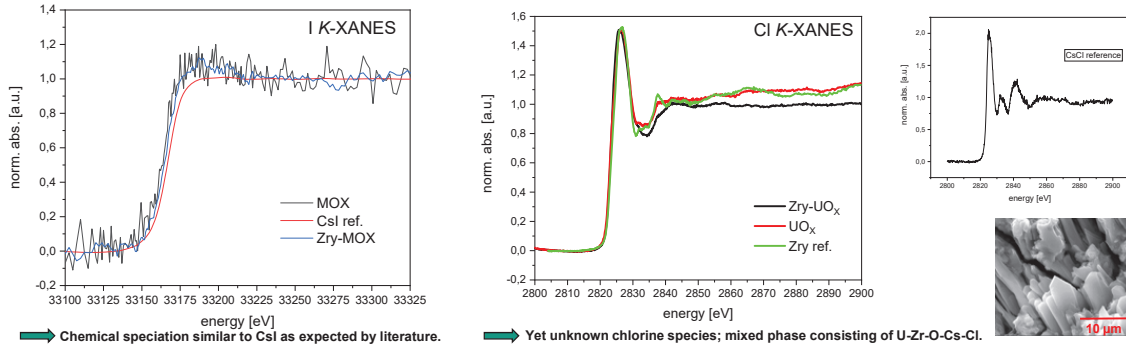 I K-XANES
norm. abs. [a.u.]
1,4
1,2
1,0
0,8
0,6
0,4
0,2
0,0
-0,2
MOX
CsI ref.
Zry-MOX
33100 33125 33150 33175 33200 33225 33250 33275 33300 33325
energy [eV]
Chemical speciation similar to CsI as expected by literature.
Cl K-XANES
norm. abs. [a.u.]
1,6
1,4
1,2
1,0
0,8
0,6
0,4
0,2
0,0
-0,2
Zry-UOX
UOX
Zry ref.
2800 2810 2820 2830 2840 2850 2860 2870 2880 2890 2900
energy [eV]
Yet unknown chlorine species; mixed phase consisting of U-Zr-O-Cs-Cl.
CsCl reference
norm. abs. [a.u.]
2,0
1,5
1,0
0,5
0,0
2800 2820 2840 2860 2880 2900
energy [eV]
10 µm